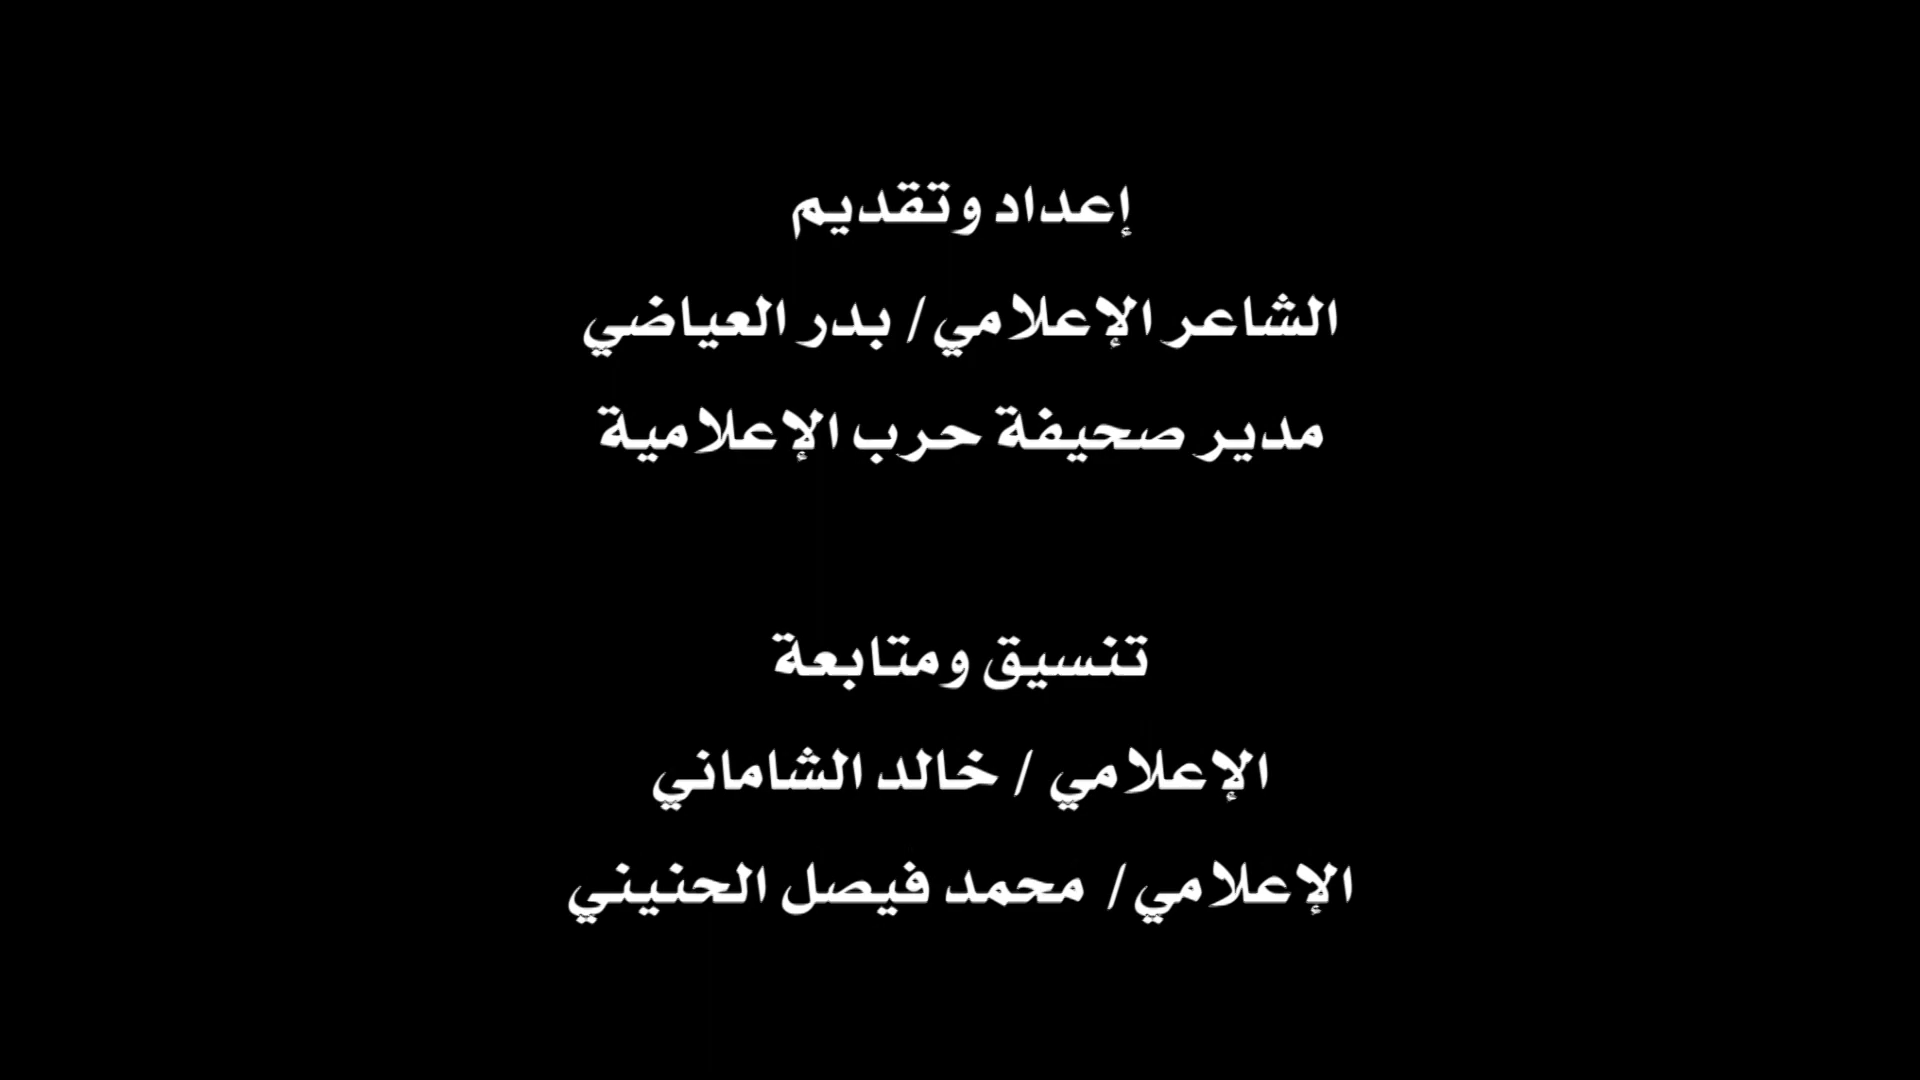 إعداد وتقديم
الشاعر الإعلامي/ بدر العياضي
مدير صحيفة حرب الإعلامية
تنسيق ومتابعة
الإعلامي / خالد الشاماني
الإعلامي/ محمد فيصل الحنيني